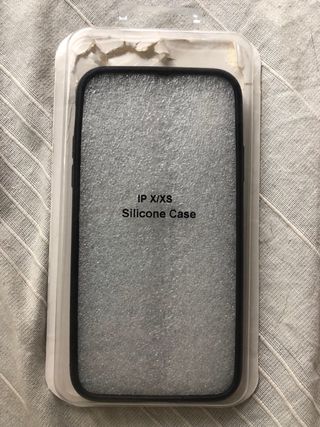 IP X/XS
Silicone Case